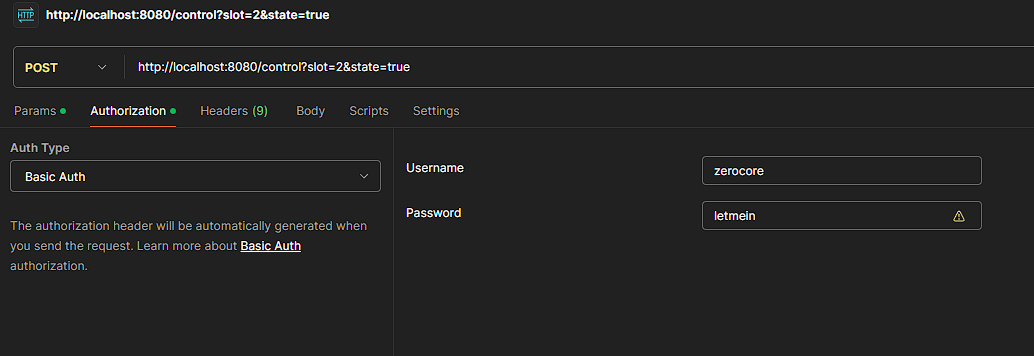 HTTP http://localhost:8080/control?slot=2&state=true
POST http://localhost:8080/control?slot=2&state=true
Params Authorization Headers (9) Body Scripts Settings
Auth Type
Basic Auth
The authorization header will be automatically generated when
you send the request. Learn more about Basic Auth
authorization.
Username zerocore
Password letmein